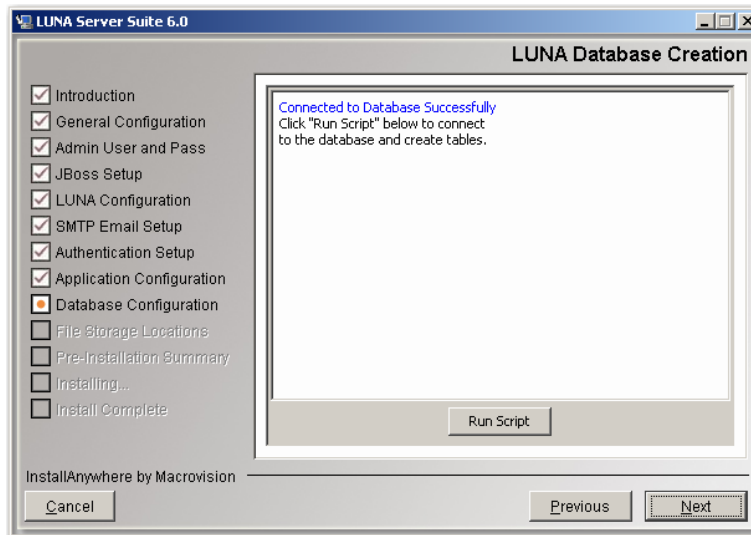 LUNA Server Suite 6.0
LUNA Database Creation
Introduction
General Configuration
Admin User and Pass
JBoss Setup
LUNA Configuration
SMTP Email Setup
Authentication Setup
Application Configuration
Database Configuration
File Storage Locations
Pre-Installation Summary
Installing...
Install Complete
Connected to Database Successfully
Click "Run Script" below to connect
to the database and create tables.
Run Script
InstallAnywhere by Macrovision
Cancel
Previous
Next